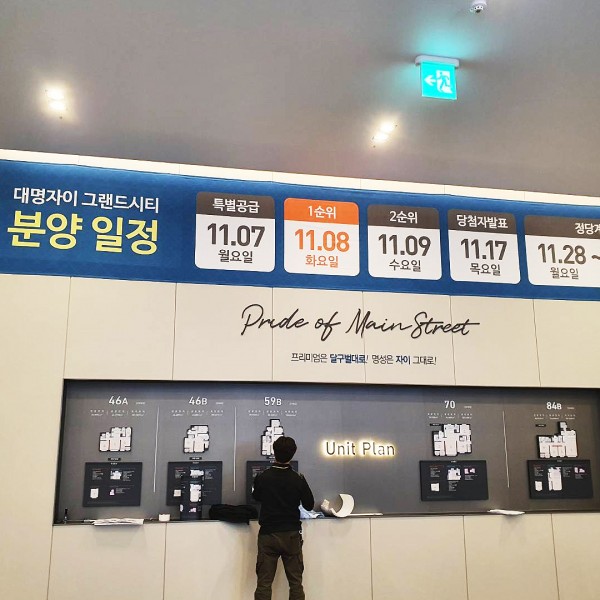 대명자이 그랜드시티
분양 일정
특별공급
11.07
월요일
1순위
11.08
화요일
2순위
11.09
수요일
당첨자발표
11.17
목요일
정당계
11.28 ~
월요일
Pride of Main Street
프리미엄은 달구벌대로! 명성은 자이 그대로!
46A
46B
59B
Unit Plan
70
84B